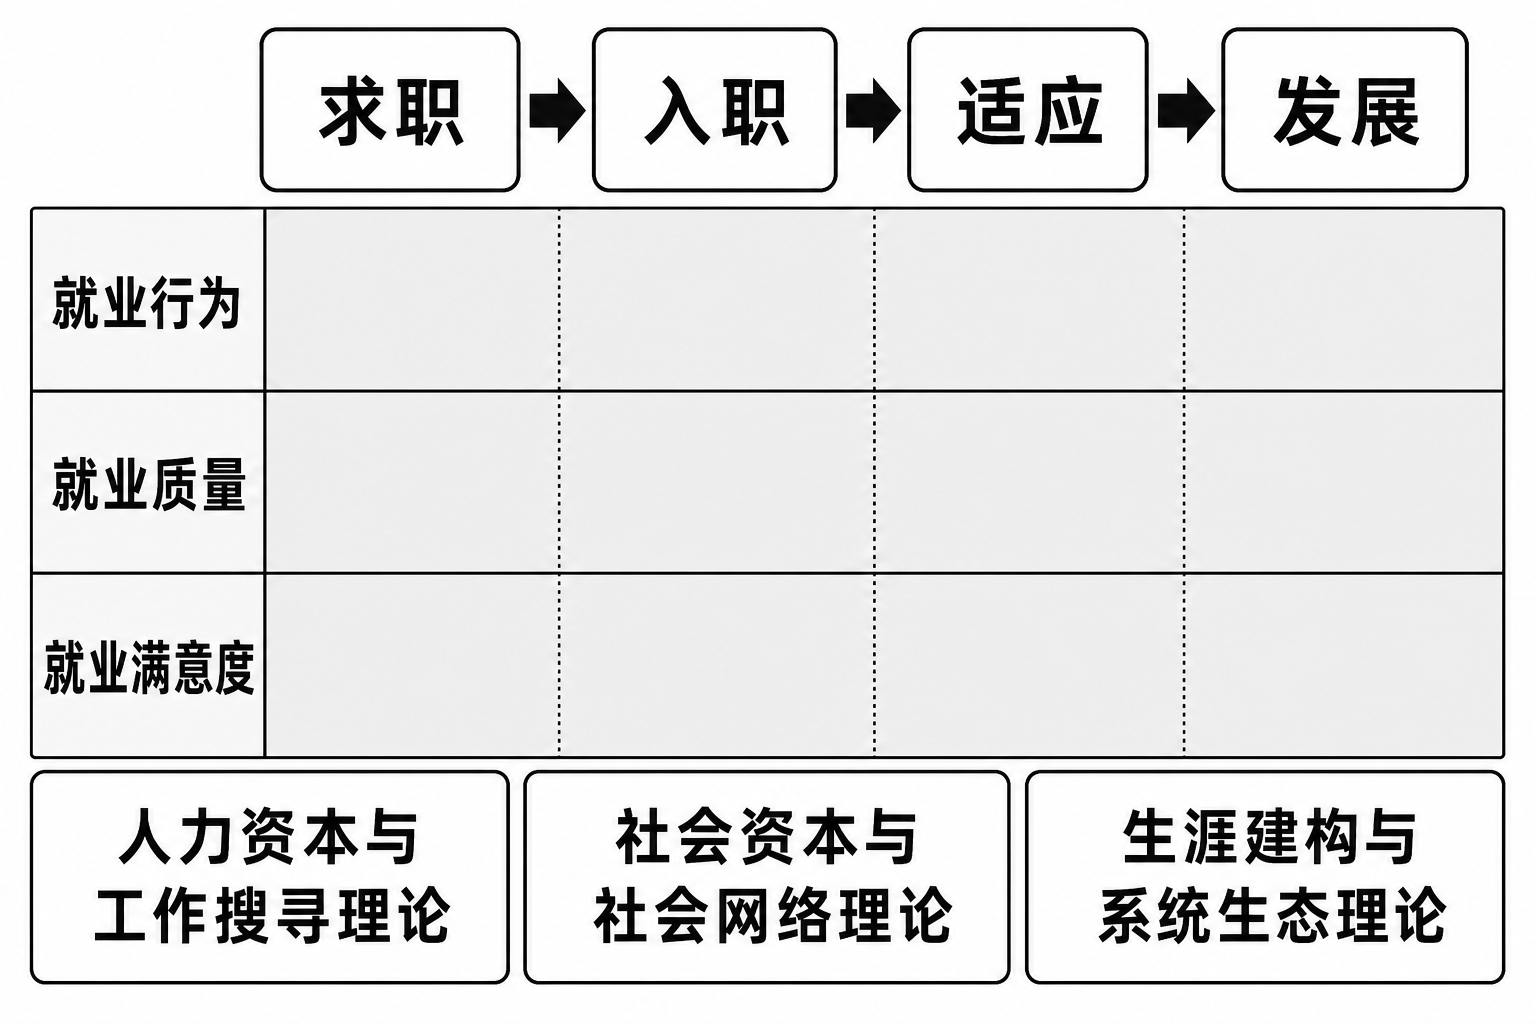 求职
入职
适应
发展
就业行为
就业质量
就业满意度
人力资本与
工作搜寻理论
社会资本与
社会网络理论
生涯建构与
系统生态理论